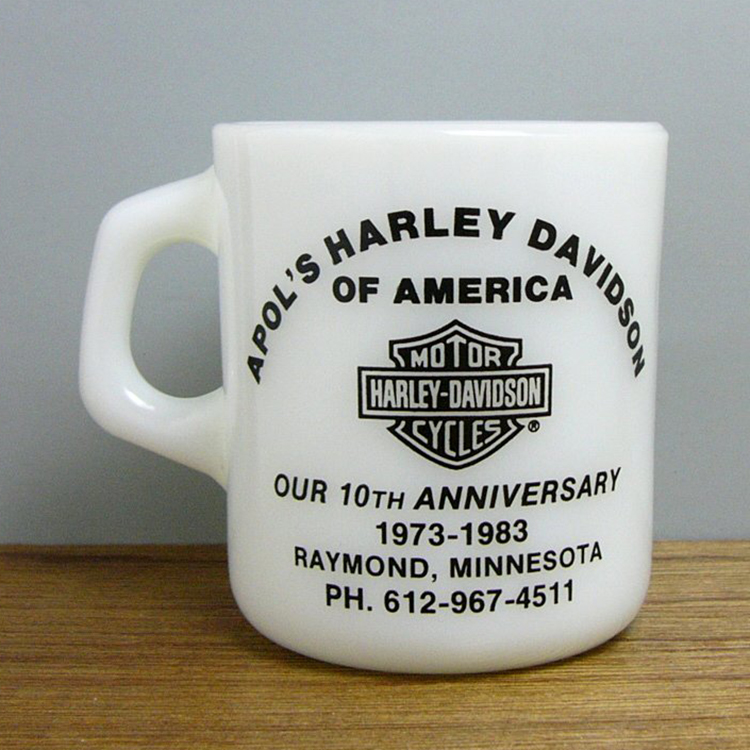 APOL'S HARLEY DAVIDSON
OF AMERICA
MOTOR
HARLEY-DAVIDSON
CYCLES ®
OUR 10TH ANNIVERSARY
1973-1983
RAYMOND, MINNESOTA
PH. 612-967-4511